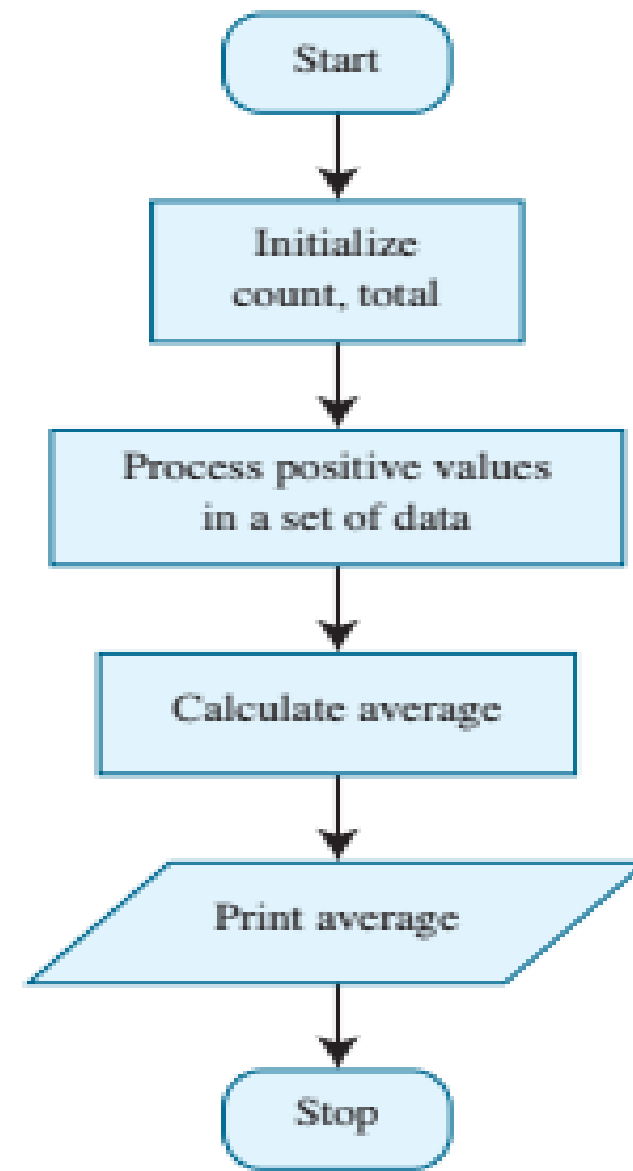 Start
Initialize
count, total
Process positive values
in a set of data
Calculate average
Print average
Stop